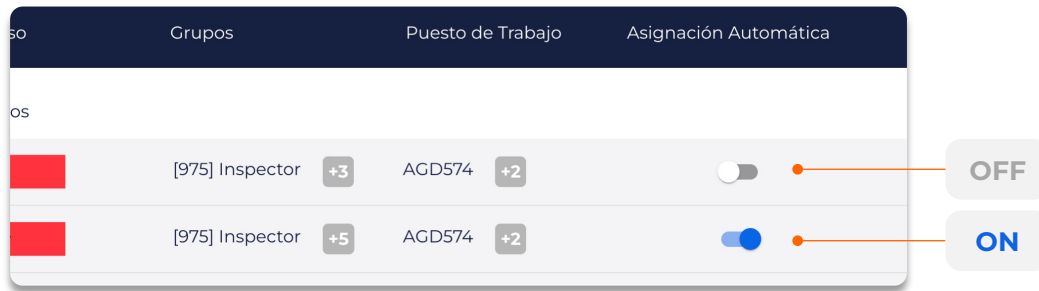 so Grupos Puesto de Trabajo Asignación Automática
os
[975] Inspector +3 AGD574 +2
OFF
[975] Inspector +5 AGD574 +2
ON